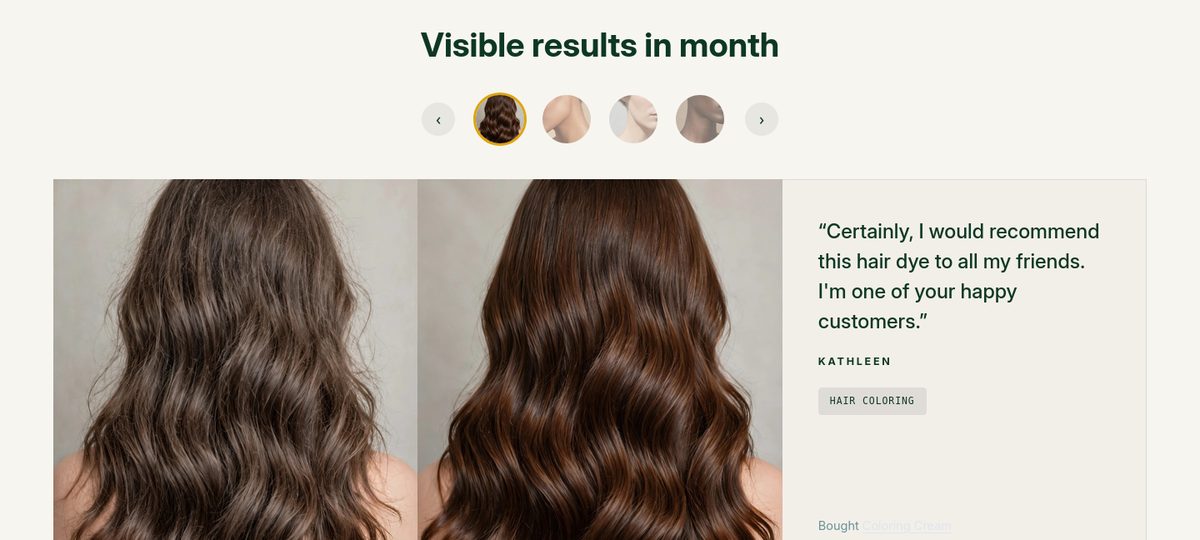 Visible results in month
‹
›
“Certainly, I would recommend
this hair dye to all my friends.
I'm one of your happy
customers.”
KATHLEEN
HAIR COLORING
Bought Coloring Cream